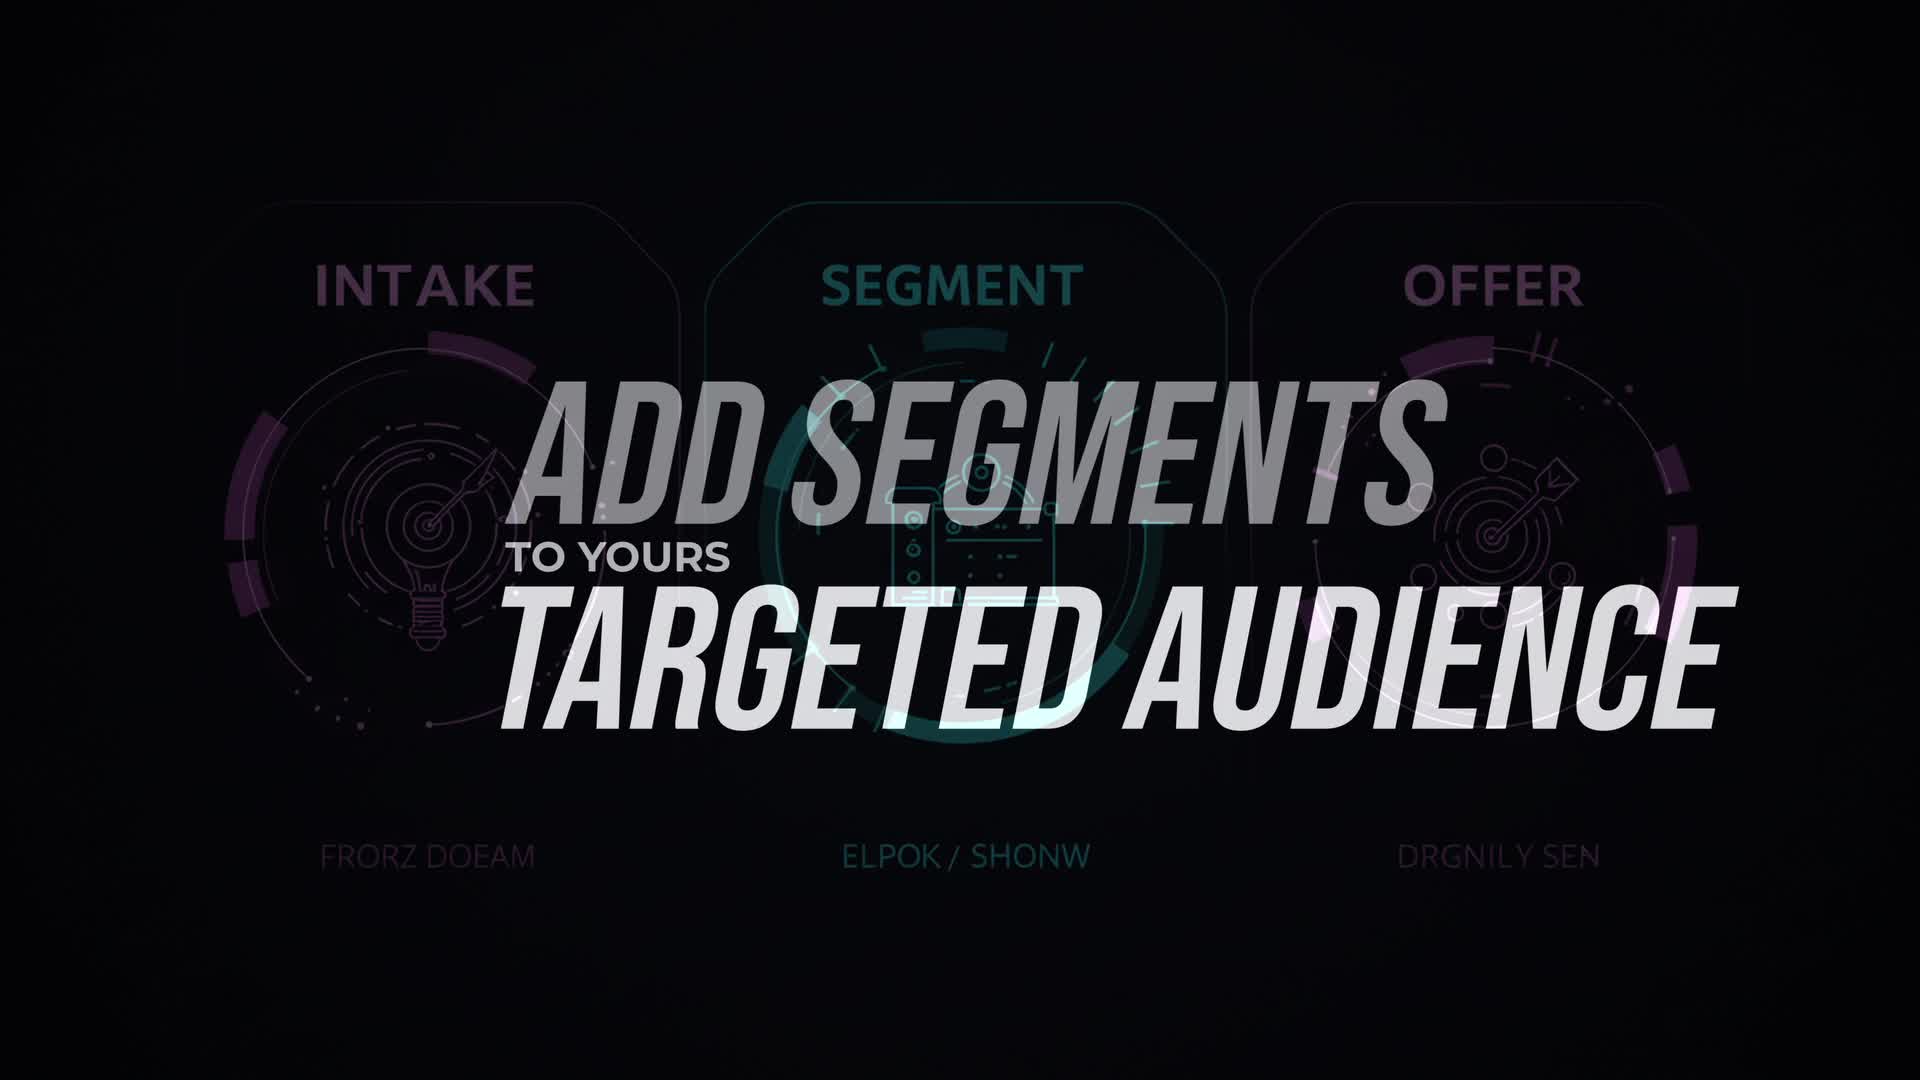 INTAKE
SEGMENT
OFFER
ADD SEGMENTS
TO YOURS
TARGETED AUDIENCE
FRORZ DOEAM
ELPOK / SHONW
DRGNILY SEN